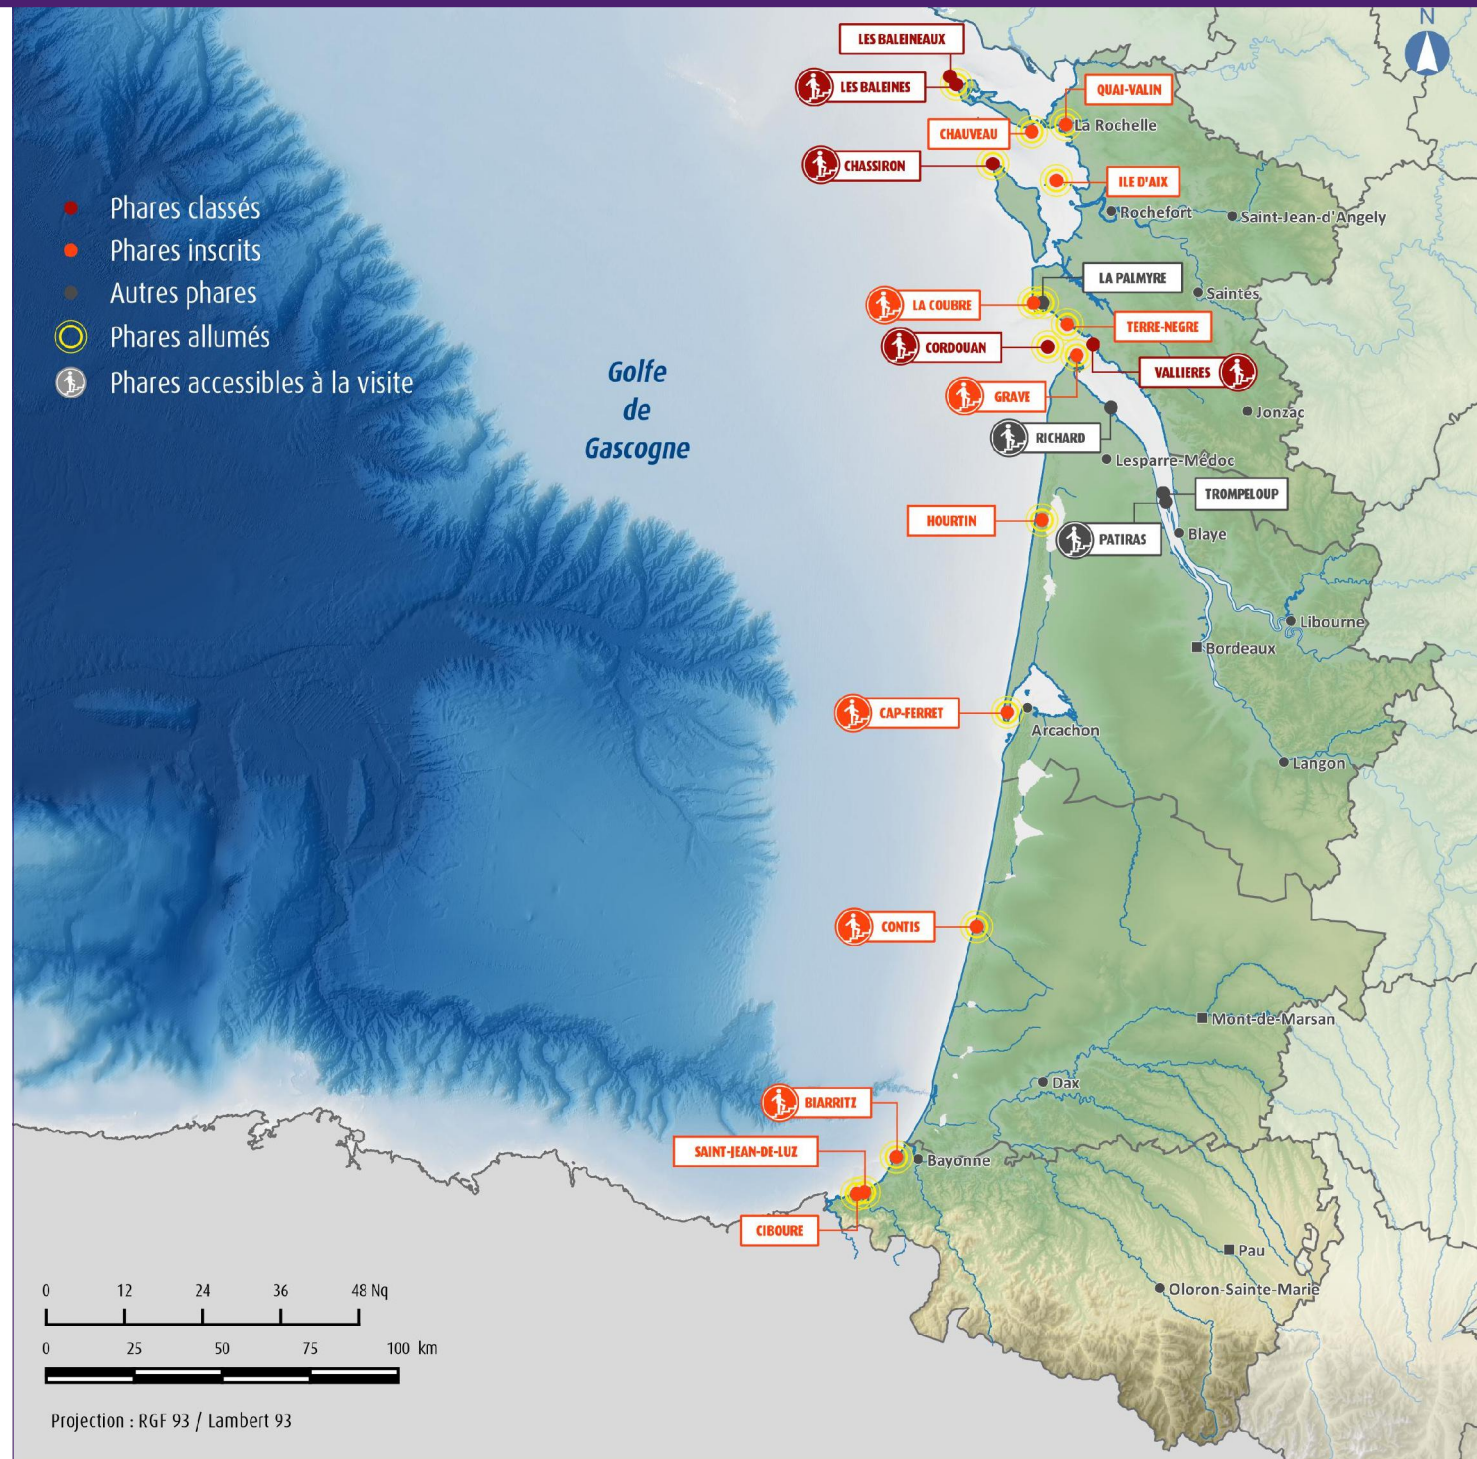 N
LES BALEINEAUX
LES BALEINES
QUAI-VALIN
La Rochelle
CHAUVEAU
CHASSIRON
ILE D'AIX
Phares classés
Phares inscrits
Autres phares
Phares allumés
Phares accessibles à la visite
Rochefort
Saint-Jean-d'Angely
LA PALMYRE
Saintes
LA COUBRE
TERRE-NEGRE
CORDOUAN
VALLIERES
Golfe
de
Gascogne
GRAVE
Jonzac
RICHARD
Lesparre-Médoc
TROMPELOUP
HOURTIN
PATIRAS
Blaye
Libourne
Bordeaux
CAP-FERRET
Arcachon
Langon
CONTIS
Mont-de-Marsan
Dax
BIARRITZ
SAINT-JEAN-DE-LUZ
Bayonne
CIBOURE
Pau
Oloron-Sainte-Marie
0 12 24 36 48 Nq
0 25 50 75 100 km
Projection : RGF 93 / Lambert 93